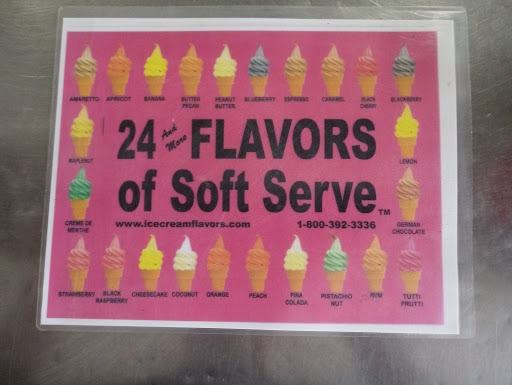 AMARETTO APRICOT BANANA BUTTER PECAN PEANUT BUTTER BLUEBERRY ESPRESSO CARAMEL BLACK CHERRY BLACKBERRY
24 And More FLAVORS
of Soft Serve TM
MAPLENUT
LEMON
CREME DE MENTHE
GERMAN CHOCOLATE
www.icecreamflavors.com 1-800-392-3336
STRAWBERRY BLACK RASPBERRY CHEESECAKE COCONUT ORANGE PEACH PINA COLADA PISTACHIO NUT RUM TUTTI FRUTTI